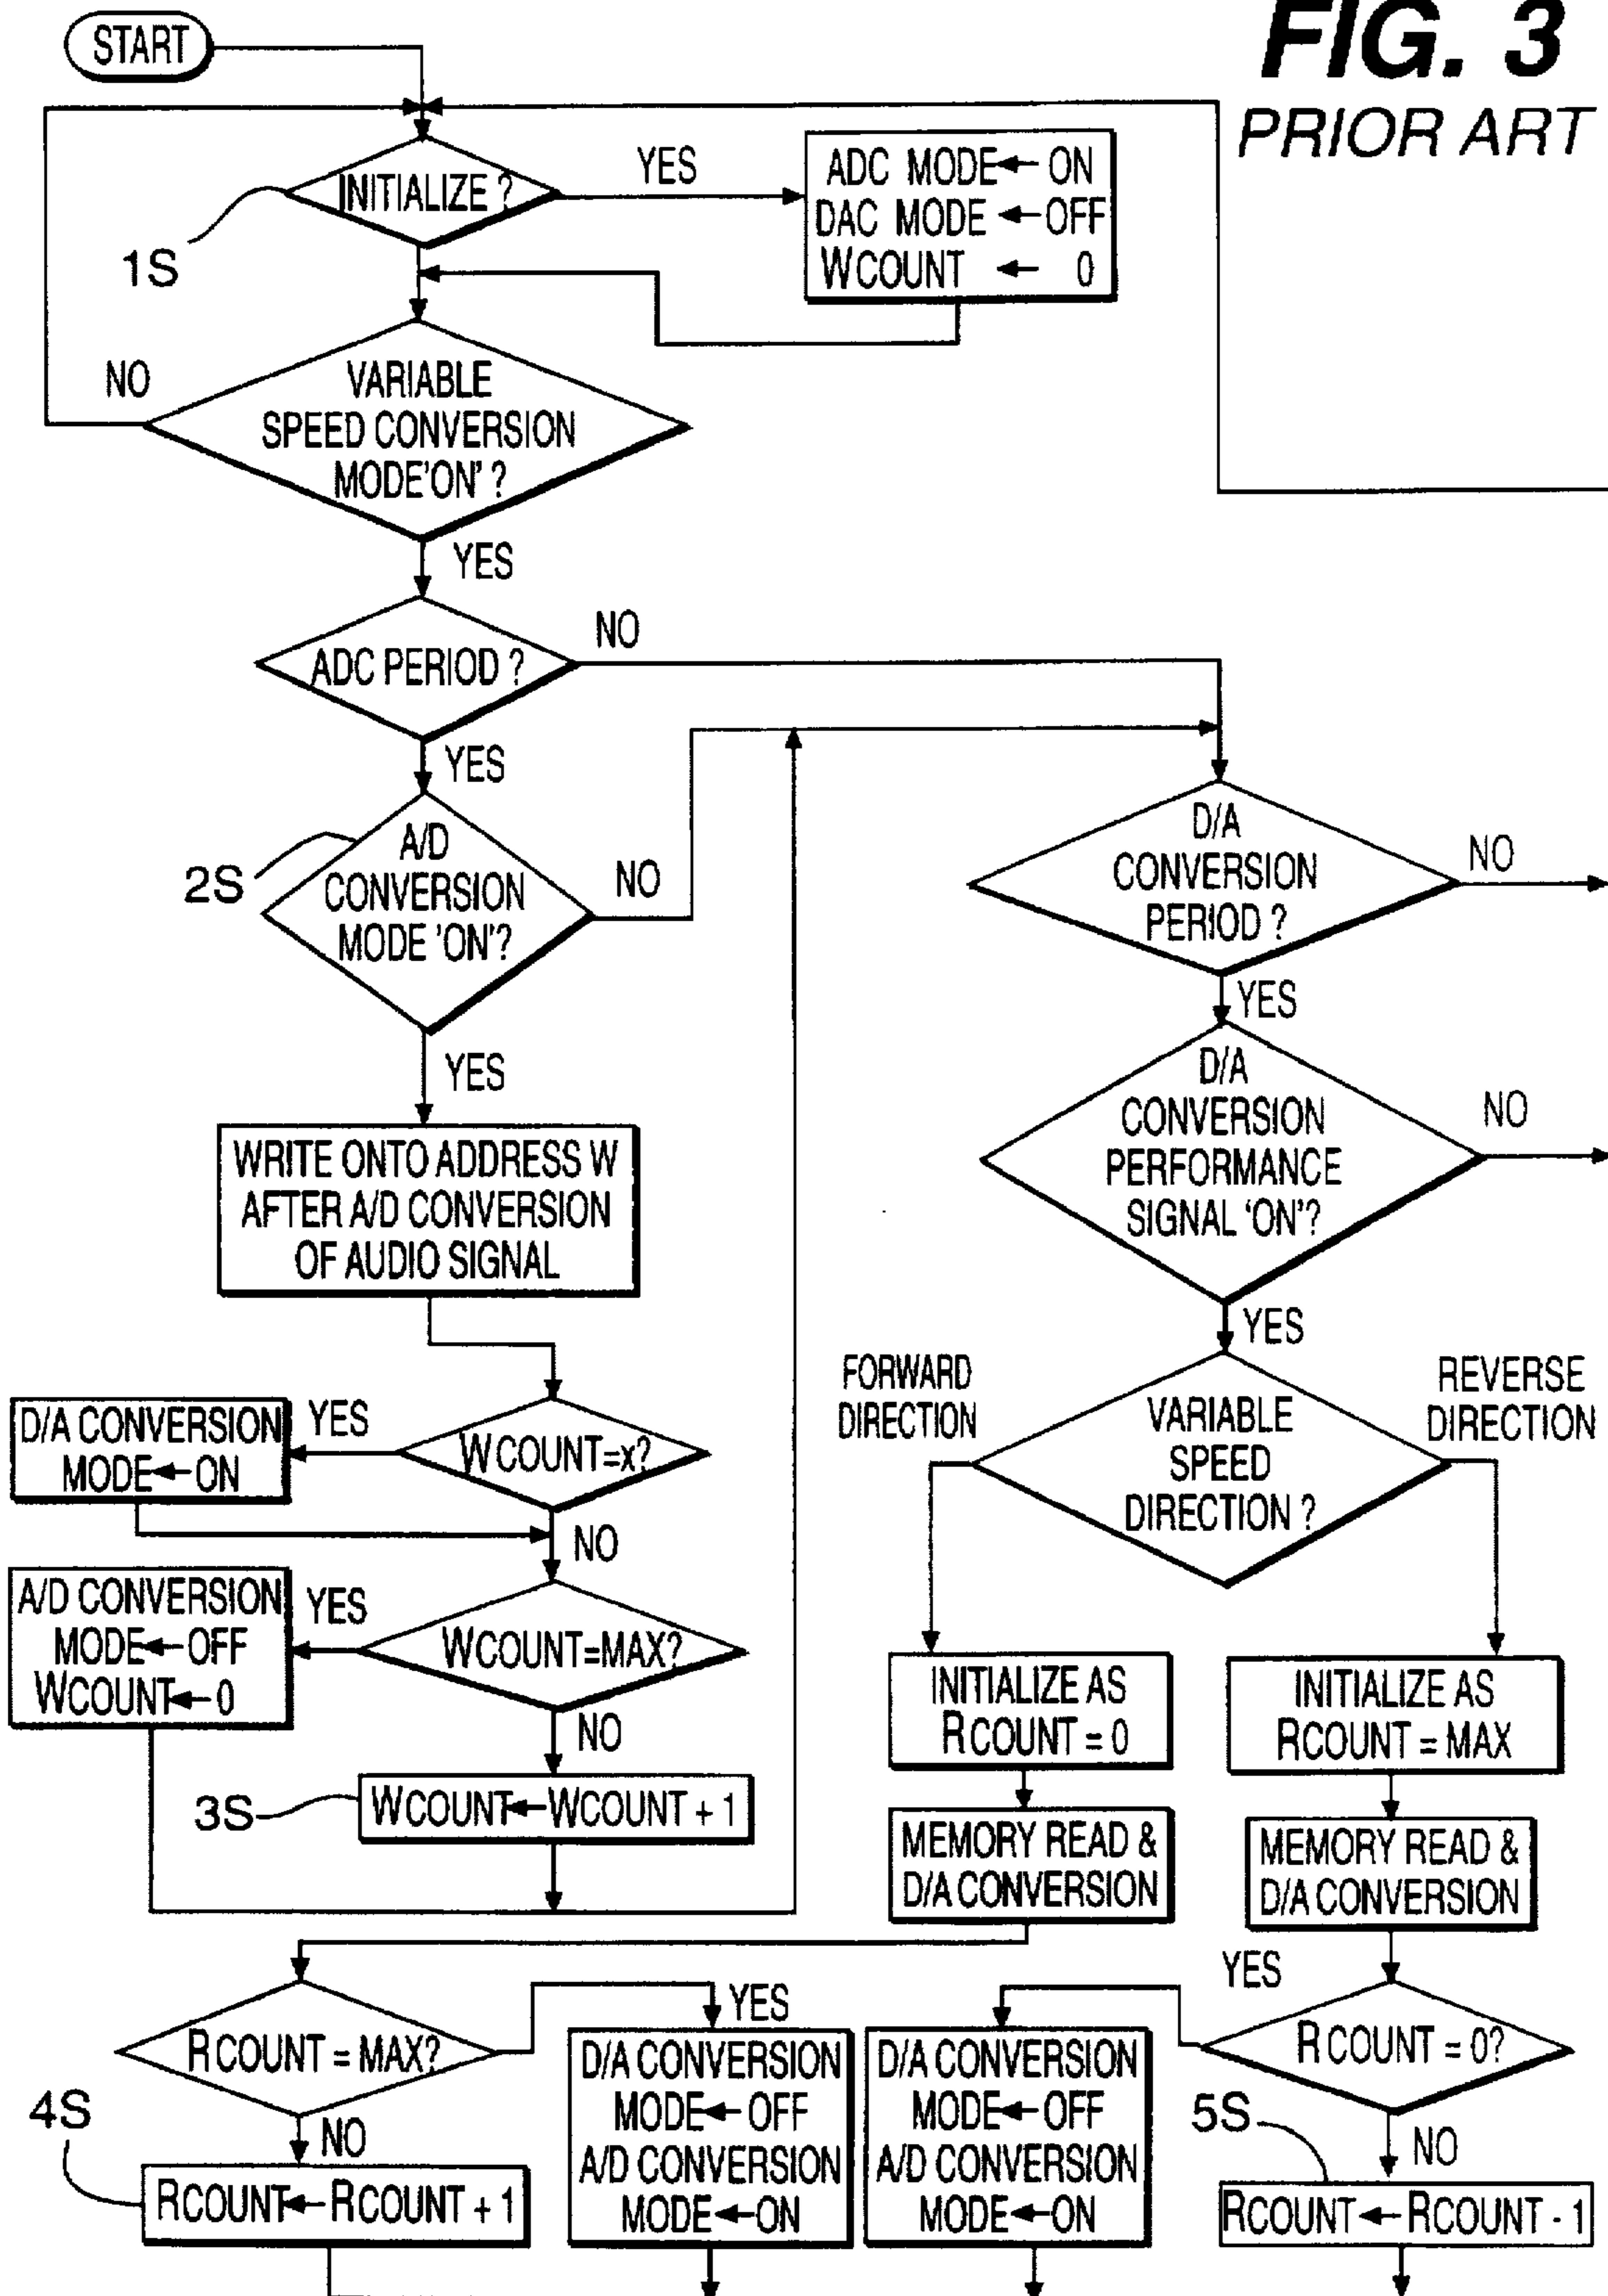 FIG. 3
PRIOR ART
START
INITIALIZE ?
YES
1S
ADC MODE ← ON
DAC MODE ← OFF
WCOUNT ← 0
NO
VARIABLE
SPEED CONVERSION
MODE'ON' ?
YES
ADC PERIOD ?
NO
YES
2S
A/D
CONVERSION
MODE 'ON'?
NO
YES
WRITE ONTO ADDRESS W
AFTER A/D CONVERSION
OF AUDIO SIGNAL
WCOUNT=x?
YES
D/A CONVERSION
MODE ← ON
NO
WCOUNT=MAX?
YES
A/D CONVERSION
MODE ← OFF
WCOUNT ← 0
NO
3S
WCOUNT ← WCOUNT + 1
D/A
CONVERSION
PERIOD ?
NO
YES
D/A
CONVERSION
PERFORMANCE
SIGNAL 'ON'?
NO
YES
FORWARD
DIRECTION
VARIABLE
SPEED
DIRECTION ?
REVERSE
DIRECTION
INITIALIZE AS
RCOUNT = 0
MEMORY READ &
D/A CONVERSION
INITIALIZE AS
RCOUNT = MAX
MEMORY READ &
D/A CONVERSION
RCOUNT = MAX?
YES
D/A CONVERSION
MODE ← OFF
A/D CONVERSION
MODE ← ON
4S
NO
RCOUNT ← RCOUNT + 1
YES
RCOUNT = 0?
D/A CONVERSION
MODE ← OFF
A/D CONVERSION
MODE ← ON
5S
NO
RCOUNT ← RCOUNT - 1